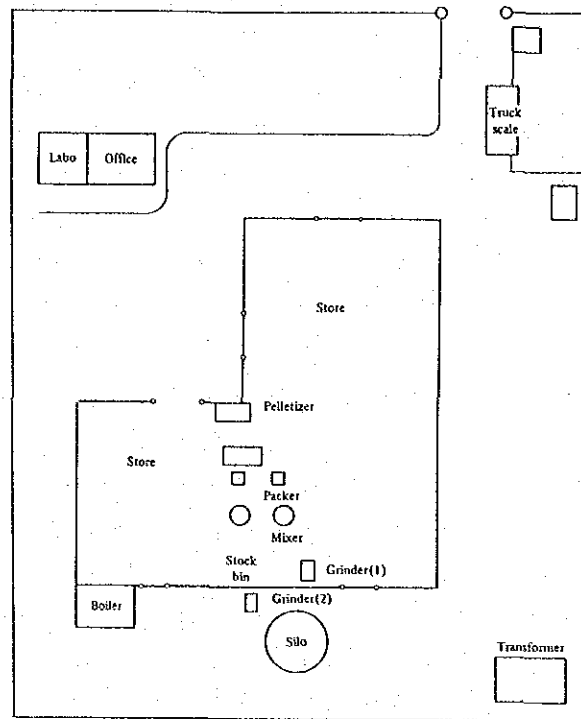 Truck
scale
Labo
Office
Store
Pelletizer
Store
Packer
Mixer
Stock
bin
Grinder(1)
Grinder(2)
Boiler
Silo
Transformer